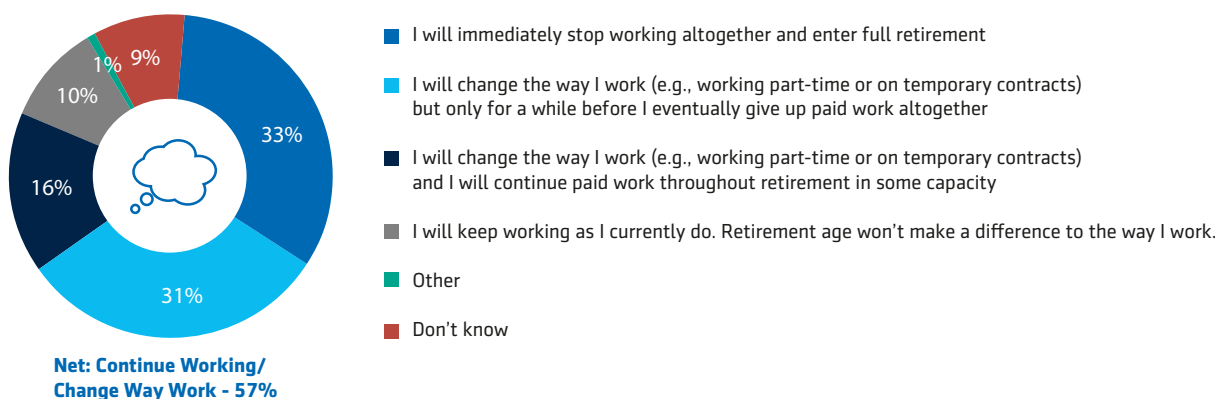 1%
9%
33%
10%
16%
31%
Net: Continue Working/
Change Way Work - 57%
I will immediately stop working altogether and enter full retirement
I will change the way I work (e.g., working part-time or on temporary contracts)
but only for a while before I eventually give up paid work altogether
I will change the way I work (e.g., working part-time or on temporary contracts)
and I will continue paid work throughout retirement in some capacity
I will keep working as I currently do. Retirement age won't make a difference to the way I work.
Other
Don't know